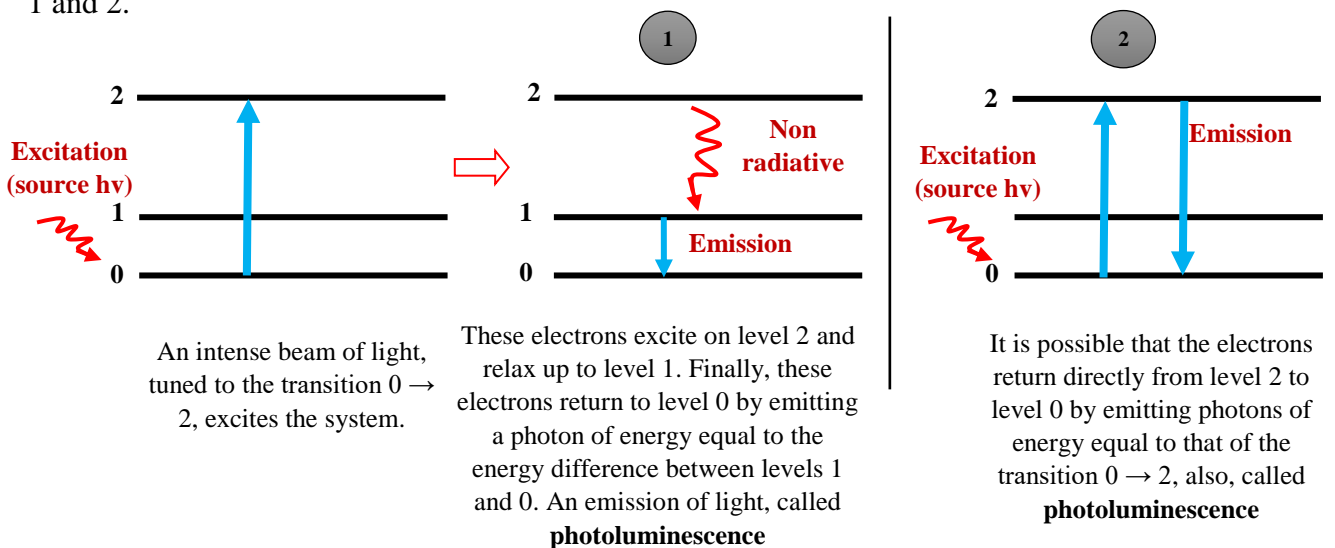 1 and 2.
1
2
2
Excitation
(source hv)
1
0
2
Non
radiative
1
Emission
0
2
Emission
Excitation
(source hv)
0
An intense beam of light,
tuned to the transition 0 →
2, excites the system.
These electrons excite on level 2 and
relax up to level 1. Finally, these
electrons return to level 0 by emitting
a photon of energy equal to the
energy difference between levels 1
and 0. An emission of light, called
photoluminescence
It is possible that the electrons
return directly from level 2 to
level 0 by emitting photons of
energy equal to that of the
transition 0 → 2, also, called
photoluminescence